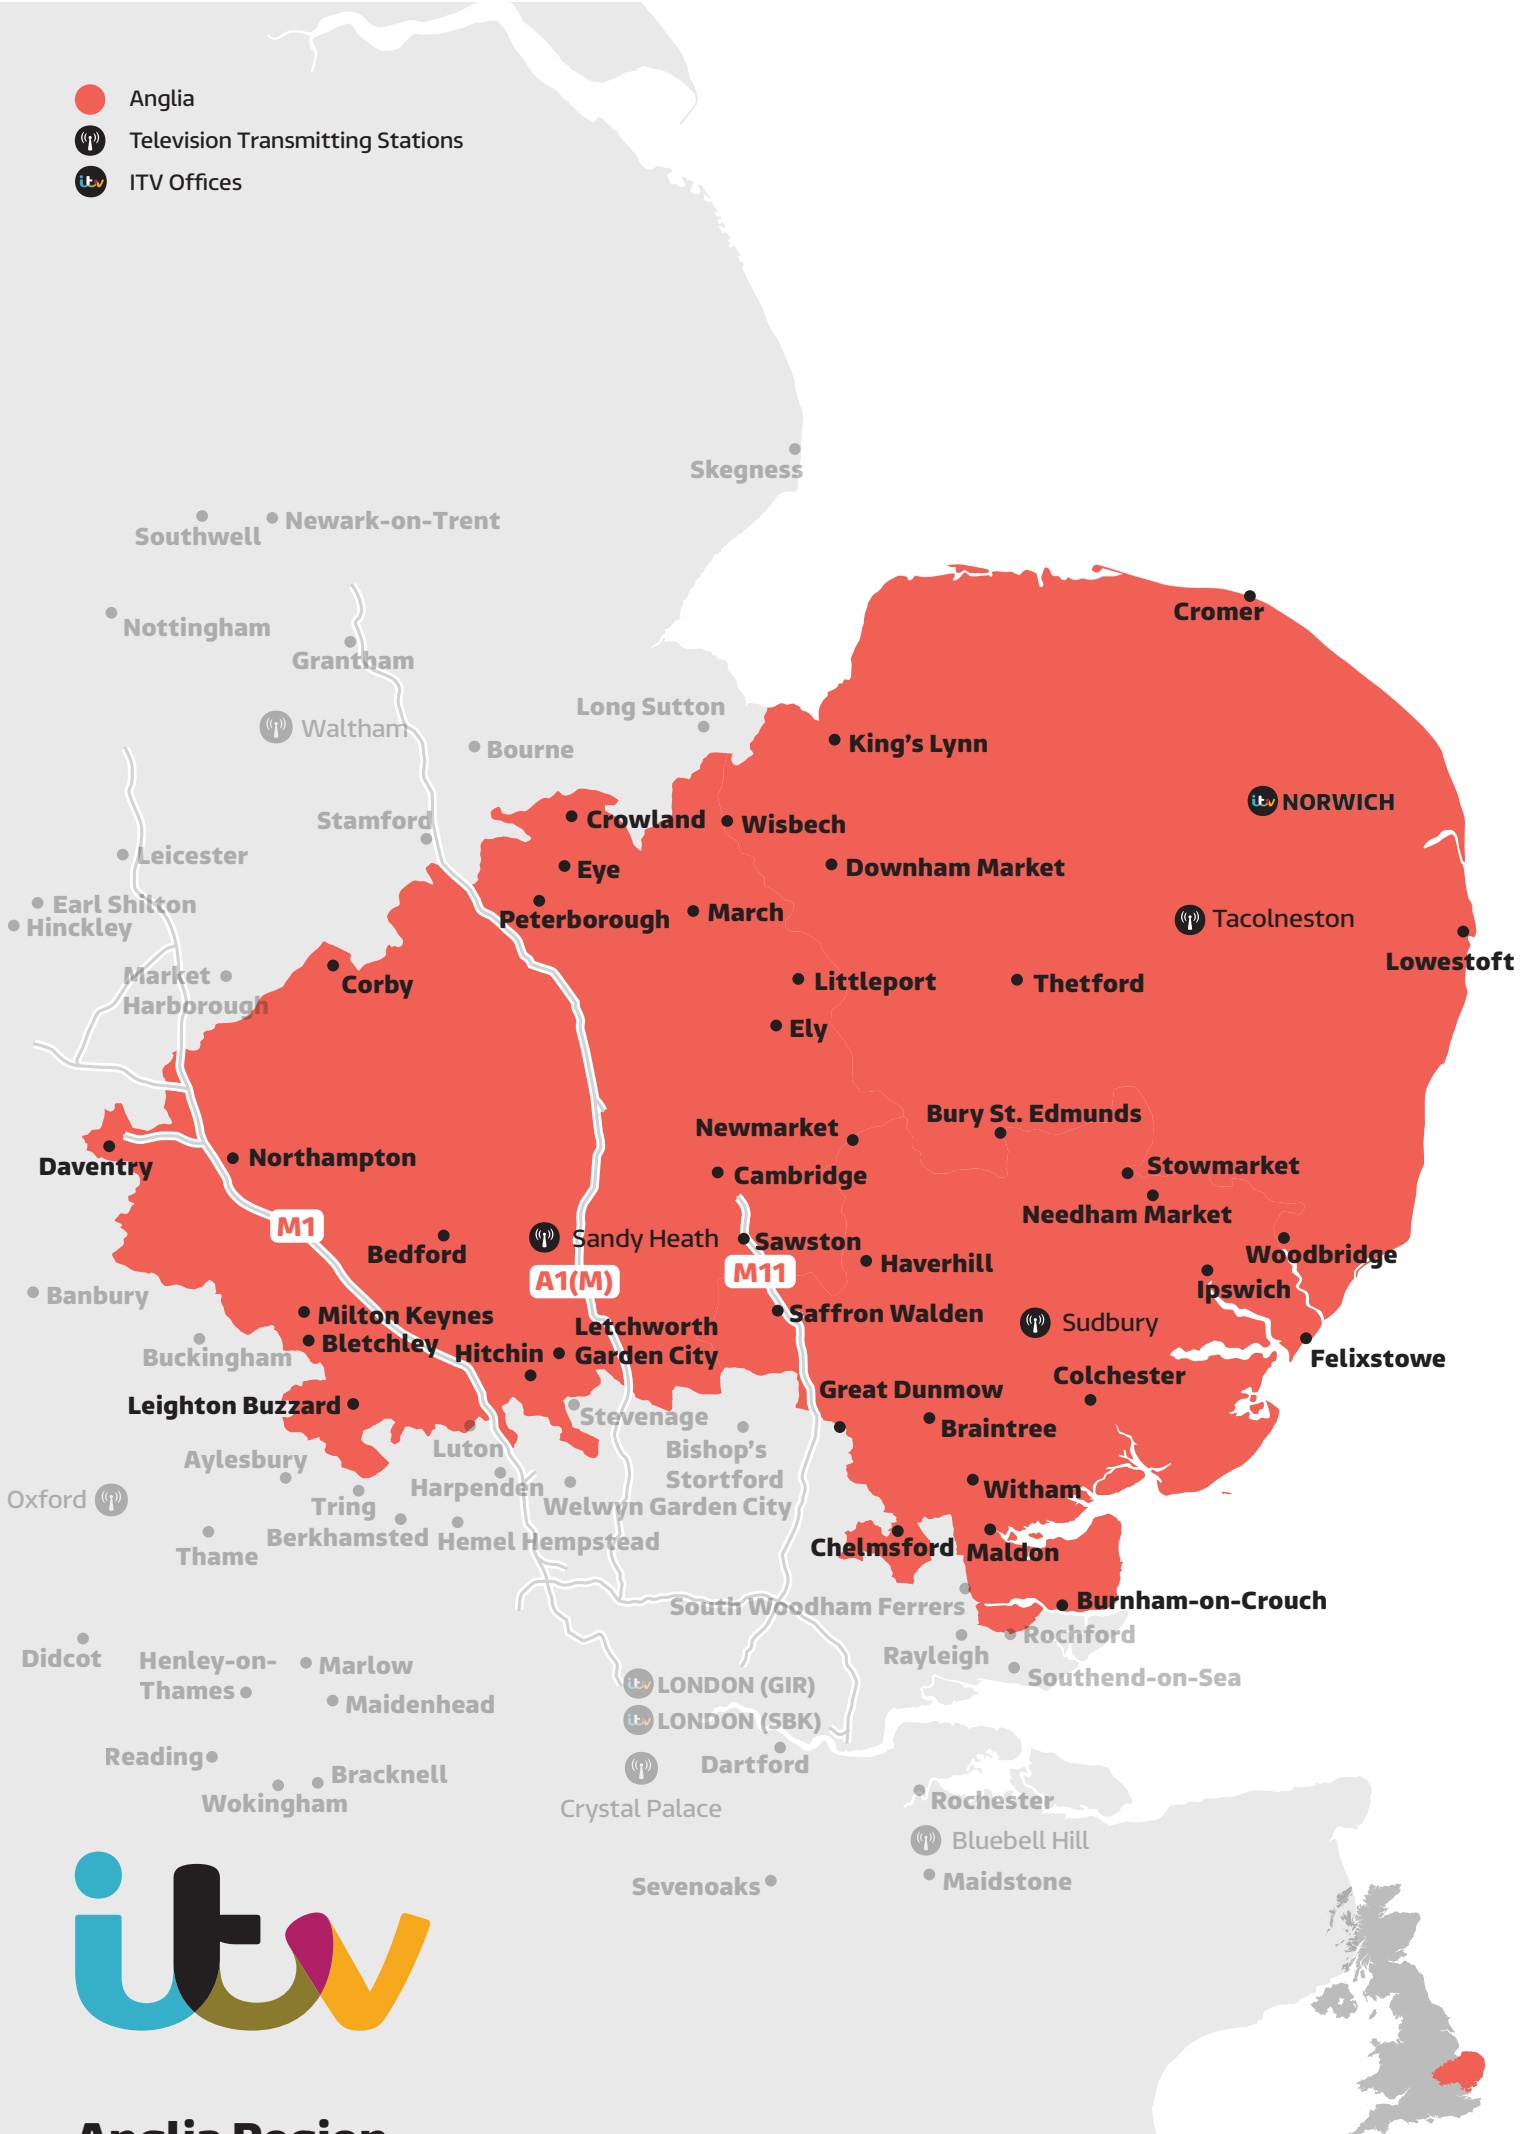 Anglia
Television Transmitting Stations
itv
ITV Offices
Skegness
Newark-on-Trent
Southwell
Cromer
Nottingham
Grantham
Long Sutton
Waltham
King's Lynn
Bourne
itv NORWICH
Stamford
Crowland
Wisbech
Leicester
Eye
Downham Market
Earl Shilton
Hinckley
Peterborough
March
Tacolneston
Lowestoft
Market
Harborough
Corby
Littleport
Thetford
Ely
Newmarket
Bury St. Edmunds
Daventry
Northampton
Cambridge
Stowmarket
Needham Market
M1
Bedford
Sandy Heath
Sawston
Woodbridge
Haverhill
A1(M)
M11
Ipswich
Banbury
Milton Keynes
Saffron Walden
Sudbury
Letchworth
Garden City
Bletchley
Hitchin
Buckingham
Felixstowe
Colchester
Leighton Buzzard
Great Dunmow
Stevenage
Braintree
Luton
Bishop's
Stortford
Aylesbury
Harpenden
Witham
Oxford
Tring
Welwyn Garden City
Berkhamsted
Hemel Hempstead
Thame
Chelmsford
Maldon
South Woodham Ferrers
Burnham-on-Crouch
Rochford
Rayleigh
Didcot
Henley-on-
Thames
Marlow
Southend-on-Sea
itv LONDON (GIR)
Maidenhead
itv LONDON (SBK)
Reading
Dartford
Bracknell
Wokingham
Crystal Palace
Rochester
Bluebell Hill
Sevenoaks
Maidstone
itv
Anglia Region